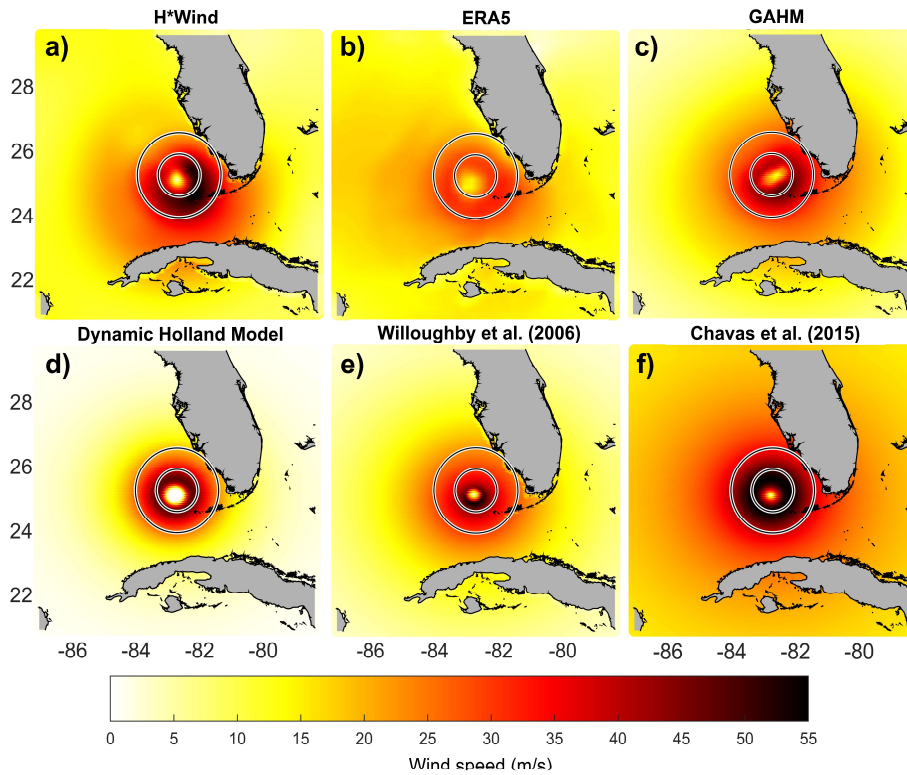 H*Wind ERA5 GAHM
a) b) c)
28
26
24
22
Dynamic Holland Model Willoughby et al. (2006) Chavas et al. (2015)
d) e) f)
28
26
24
22
-86 -84 -82 -80 -86 -84 -82 -80 -86 -84 -82 -80
0 5 10 15 20 25 30 35 40 45 50 55
Wind speed (m/s)